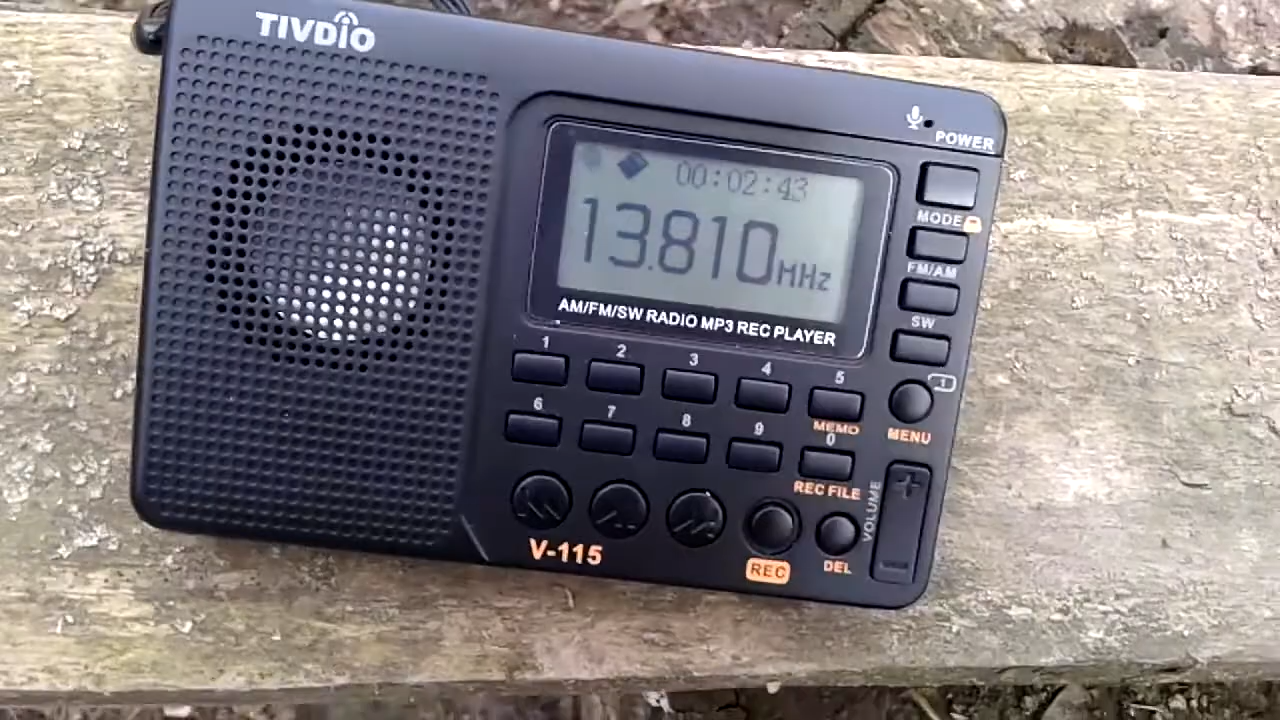 TIVDIO
POWER
00:02:43
13.810MHz
AM/FM/SW RADIO MP3 REC PLAYER
MODE
FM/AM
SW
1
MENU
1 2 3 4 5
MEMO
6 7 8 9 0
REC FILE
VOLUME
+
−
V-115
REC
DEL